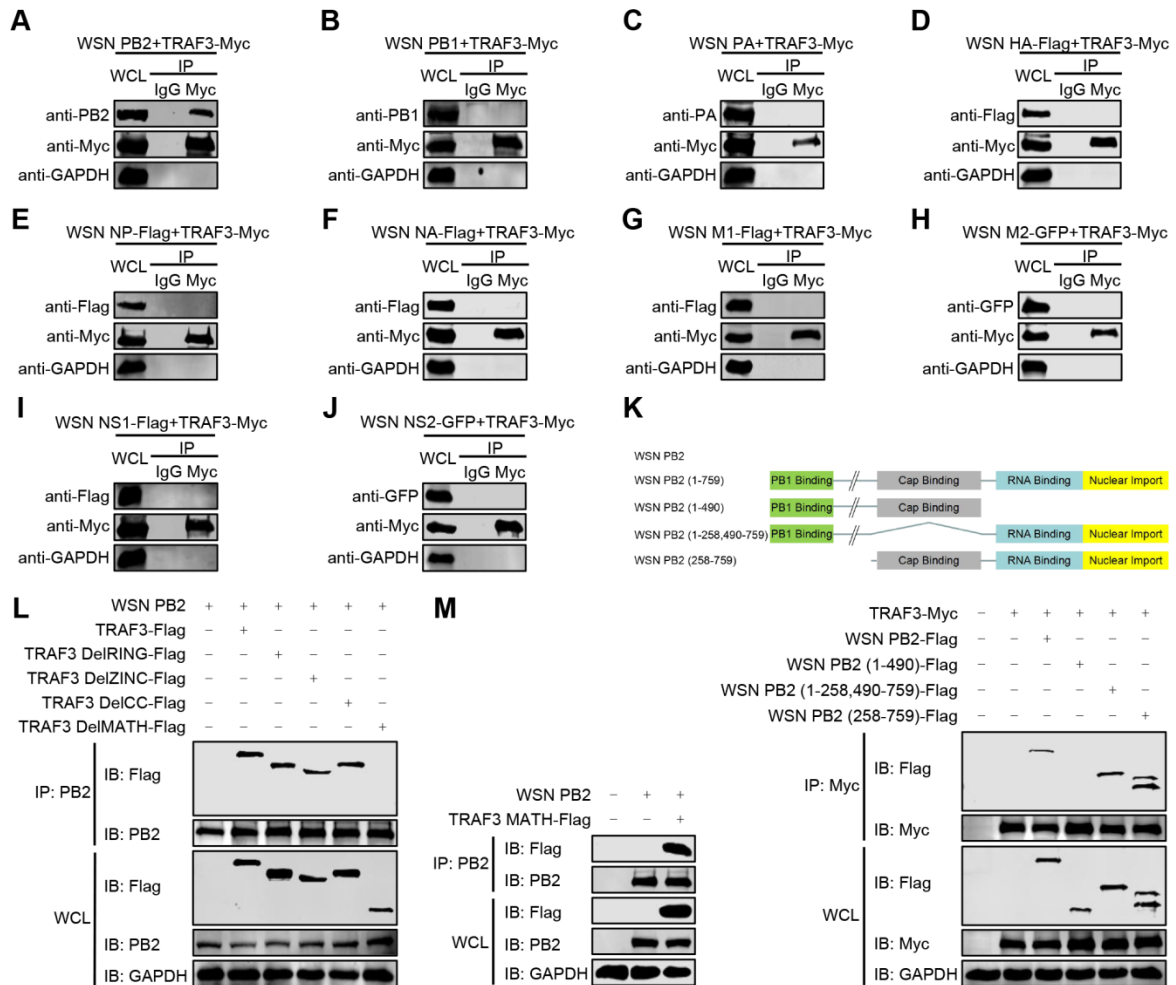 A
WSN PB2+TRAF3-Myc
WCL
IP
IgG Myc
anti-PB2
anti-Myc
anti-GAPDH
B
WSN PB1+TRAF3-Myc
WCL
IP
IgG Myc
anti-PB1
anti-Myc
anti-GAPDH
C
WSN PA+TRAF3-Myc
WCL
IP
IgG Myc
anti-PA
anti-Myc
anti-GAPDH
D
WSN HA-Flag+TRAF3-Myc
WCL
IP
IgG Myc
anti-Flag
anti-Myc
anti-GAPDH
E
WSN NP-Flag+TRAF3-Myc
WCL
IP
IgG Myc
anti-Flag
anti-Myc
anti-GAPDH
F
WSN NA-Flag+TRAF3-Myc
WCL
IP
IgG Myc
anti-Flag
anti-Myc
anti-GAPDH
G
WSN M1-Flag+TRAF3-Myc
WCL
IP
IgG Myc
anti-Flag
anti-Myc
anti-GAPDH
H
WSN M2-GFP+TRAF3-Myc
WCL
IP
IgG Myc
anti-GFP
anti-Myc
anti-GAPDH
I
WSN NS1-Flag+TRAF3-Myc
WCL
IP
IgG Myc
anti-Flag
anti-Myc
anti-GAPDH
J
WSN NS2-GFP+TRAF3-Myc
WCL
IP
IgG Myc
anti-GFP
anti-Myc
anti-GAPDH
K
WSN PB2
WSN PB2 (1-759) PB1 Binding // Cap Binding RNA Binding Nuclear Import
WSN PB2 (1-490) PB1 Binding // Cap Binding
WSN PB2 (1-258,490-759) PB1 Binding // RNA Binding Nuclear Import
WSN PB2 (258-759) Cap Binding RNA Binding Nuclear Import
L
WSN PB2 + + + + + +
TRAF3-Flag – + – – – –
TRAF3 DelRING-Flag – – + – – –
TRAF3 DelZINC-Flag – – – + – –
TRAF3 DelCC-Flag – – – – + –
TRAF3 DelMATH-Flag – – – – – +
IP: PB2
IB: Flag
IB: PB2
WCL
IB: Flag
IB: PB2
IB: GAPDH
M
WSN PB2 – + +
TRAF3 MATH-Flag – – +
IP: PB2
IB: Flag
IB: PB2
WCL
IB: Flag
IB: PB2
IB: GAPDH
TRAF3-Myc – + + + + +
WSN PB2-Flag – – + – – –
WSN PB2 (1-490)-Flag – – – + – –
WSN PB2 (1-258,490-759)-Flag – – – – + –
WSN PB2 (258-759)-Flag – – – – – +
IP: Myc
IB: Flag
IB: Myc
WCL
IB: Flag
IB: Myc
IB: GAPDH